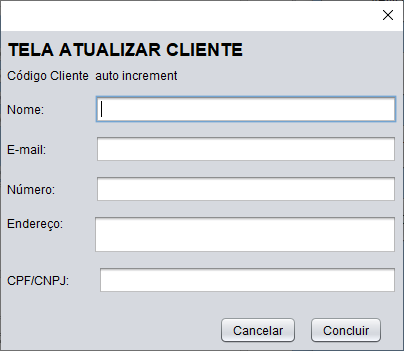 TELA ATUALIZAR CLIENTE
Código Cliente auto increment
Nome:
E-mail:
Número:
Endereço:
CPF/CNPJ:
Cancelar Concluir